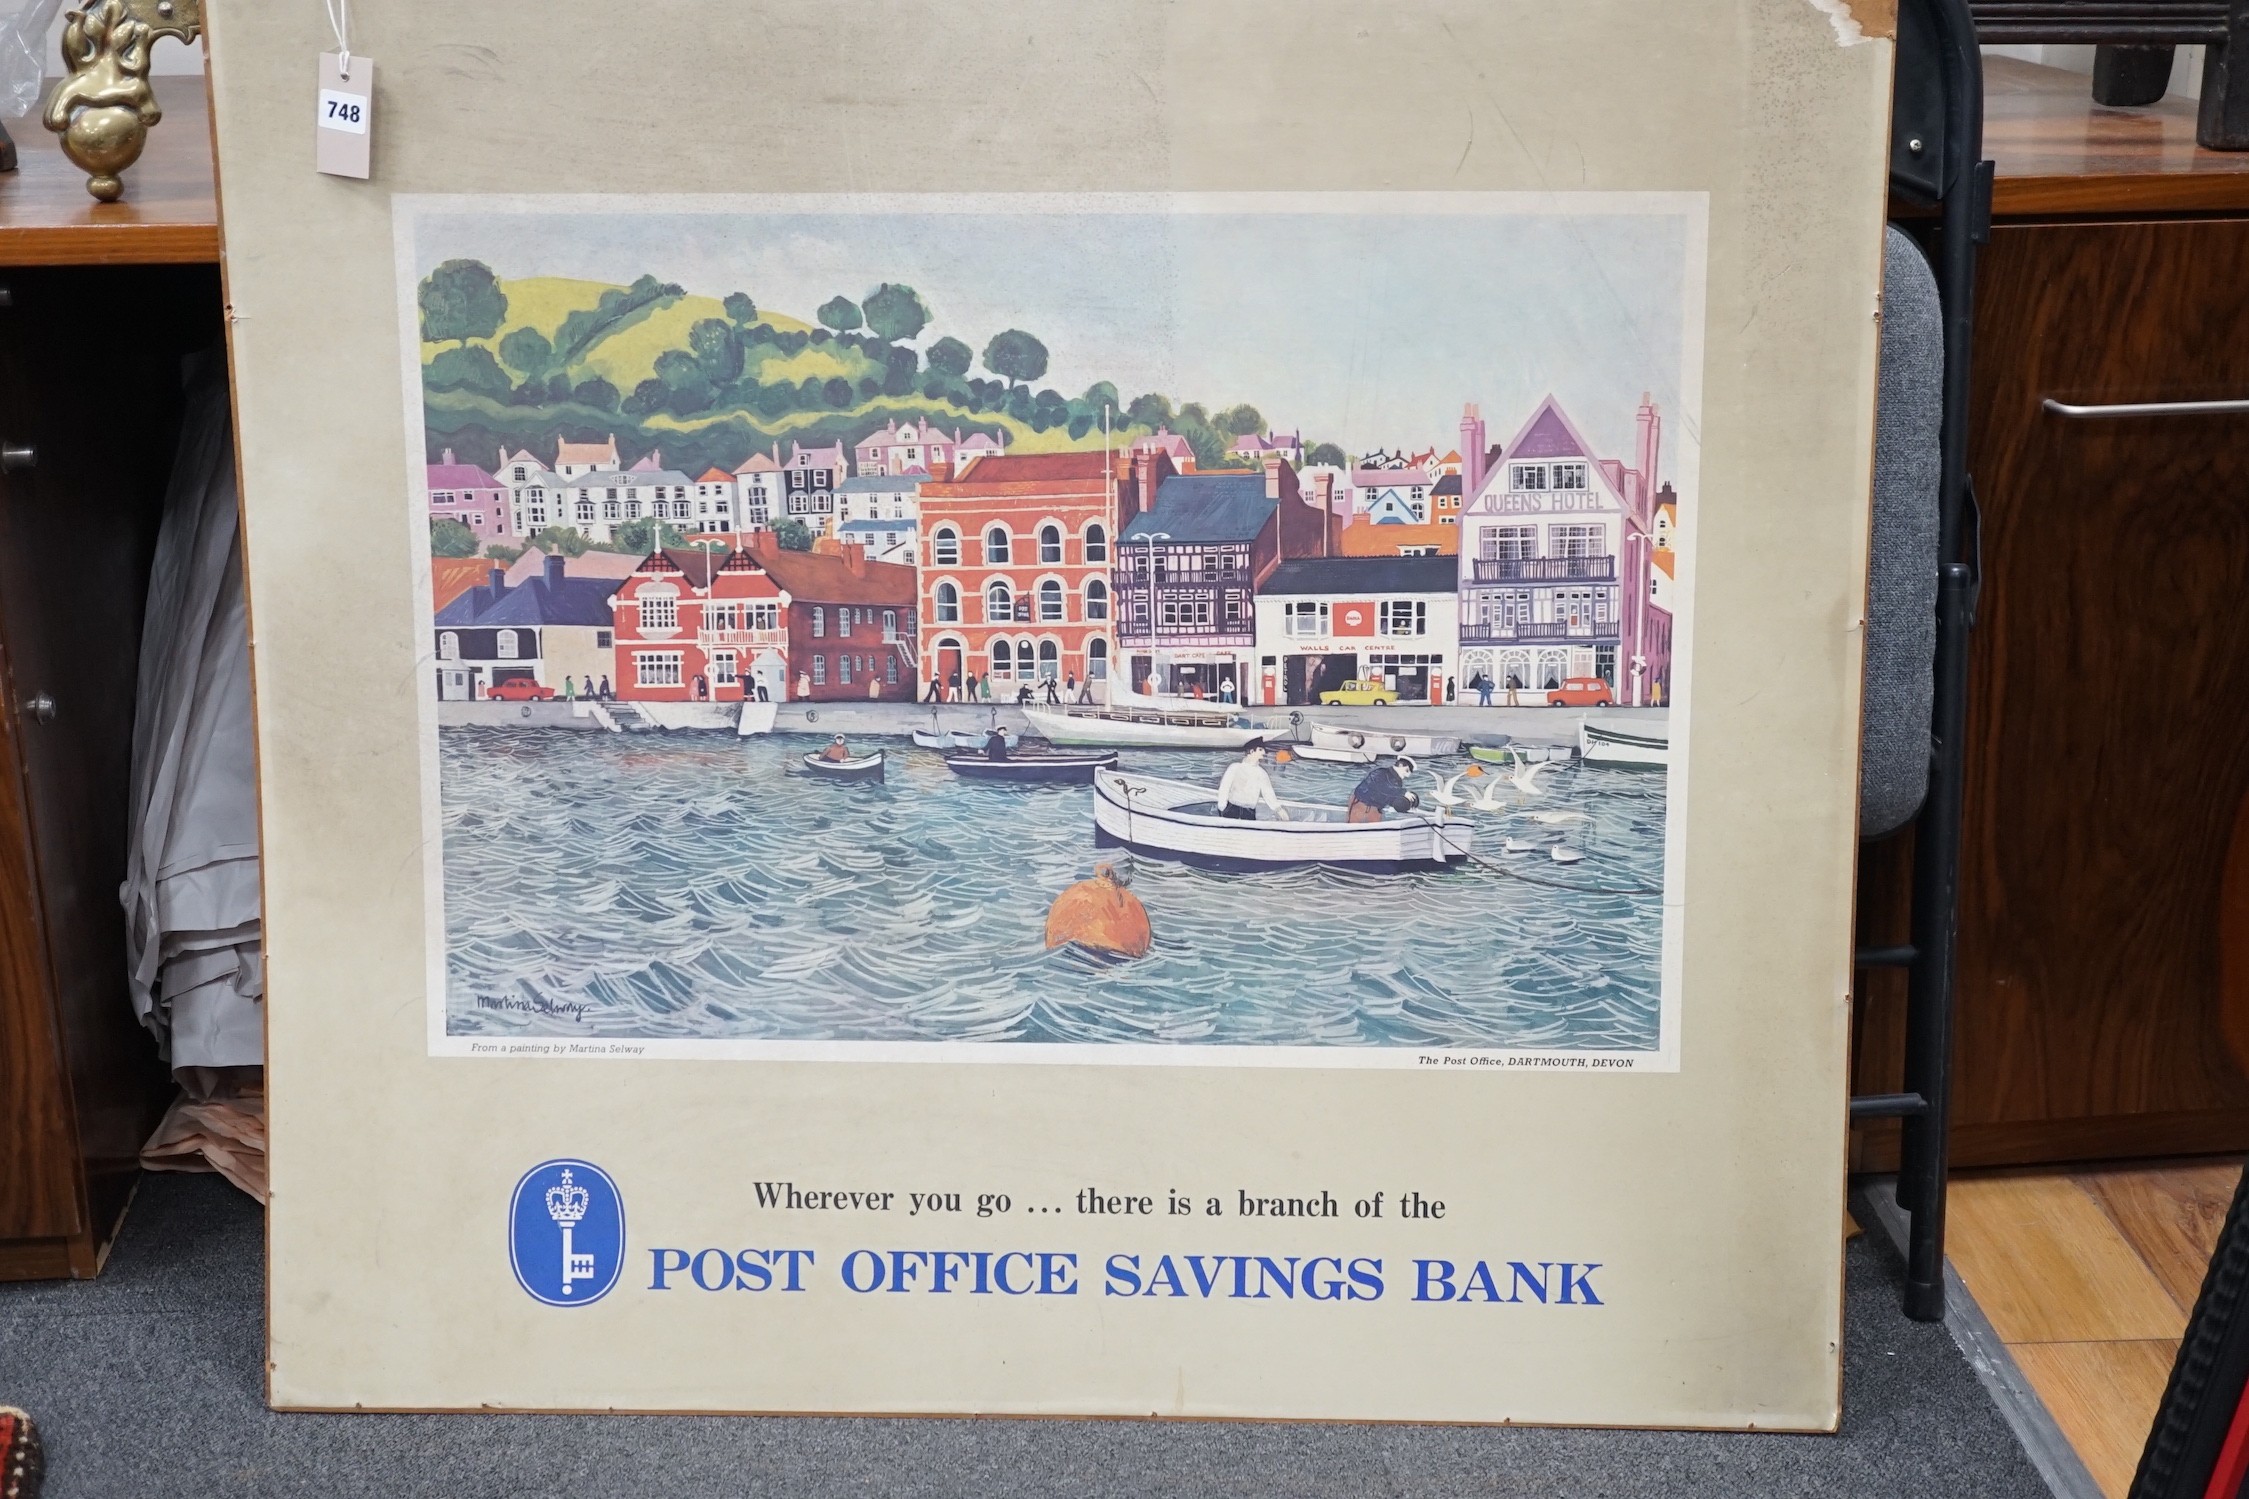 748
QUEENS HOTEL
WALLS CAR CENTRE
Martina Selway
From a painting by Martina Selway
The Post Office, DARTMOUTH, DEVON
Wherever you go ... there is a branch of the
POST OFFICE SAVINGS BANK